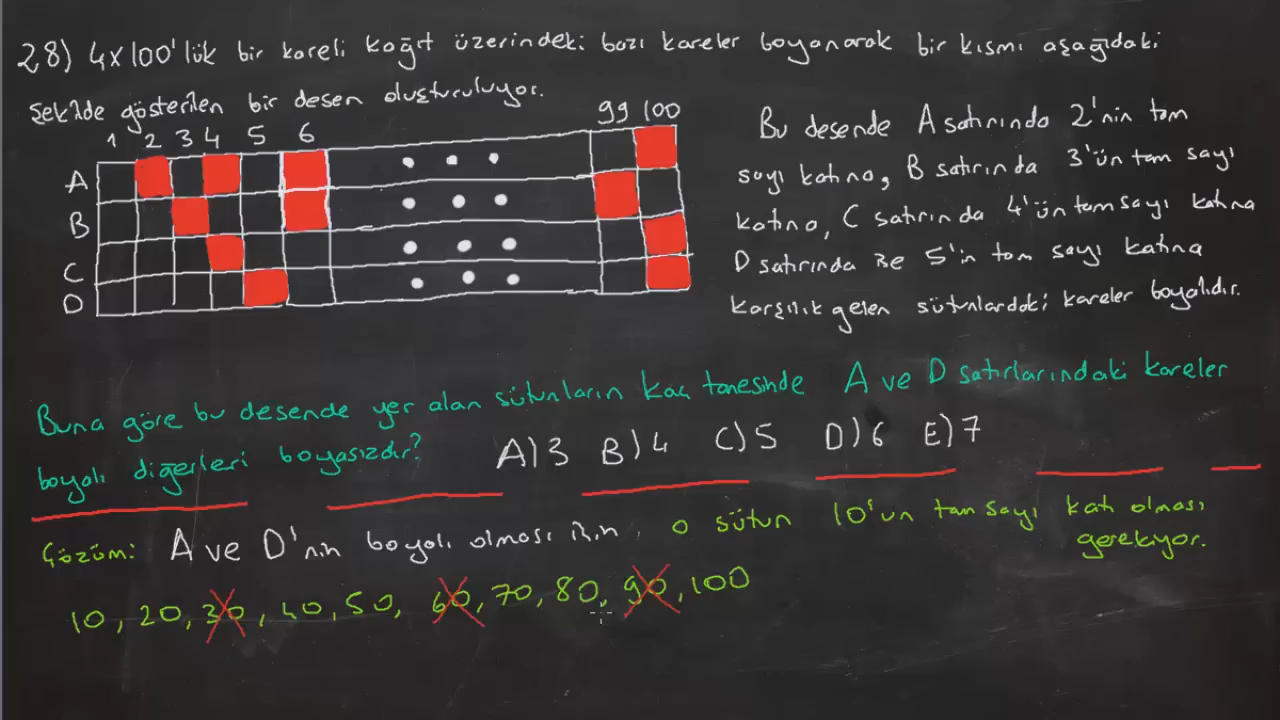 28) 4x100'lük bir kareli kağıt üzerindeki bazı kareler boyanarak bir kısmı aşağıdaki
şekilde gösterilen bir desen oluşturuluyor.
1 2 3 4 5 6 99 100
A
B
C
D
Bu desende A satırında 2'nin tam
sayı katına, B satırında 3'ün tam sayı
katına, C satırında 4'ün tam sayı katına
D satırında ise 5'in tam sayı katına
karşılık gelen sütunlardaki kareler boyalıdır.
Buna göre bu desende yer alan sütunların kaç tanesinde A ve D satırlarındaki kareler
boyalı diğerleri boyasızdır?
A) 3 B) 4 C) 5 D) 6 E) 7
Çözüm: A ve D'nin boyalı olması için, o sütun 10'un tam sayı katı olması
gerekiyor.
10, 20, 30, 40, 50, 60, 70, 80, 90, 100